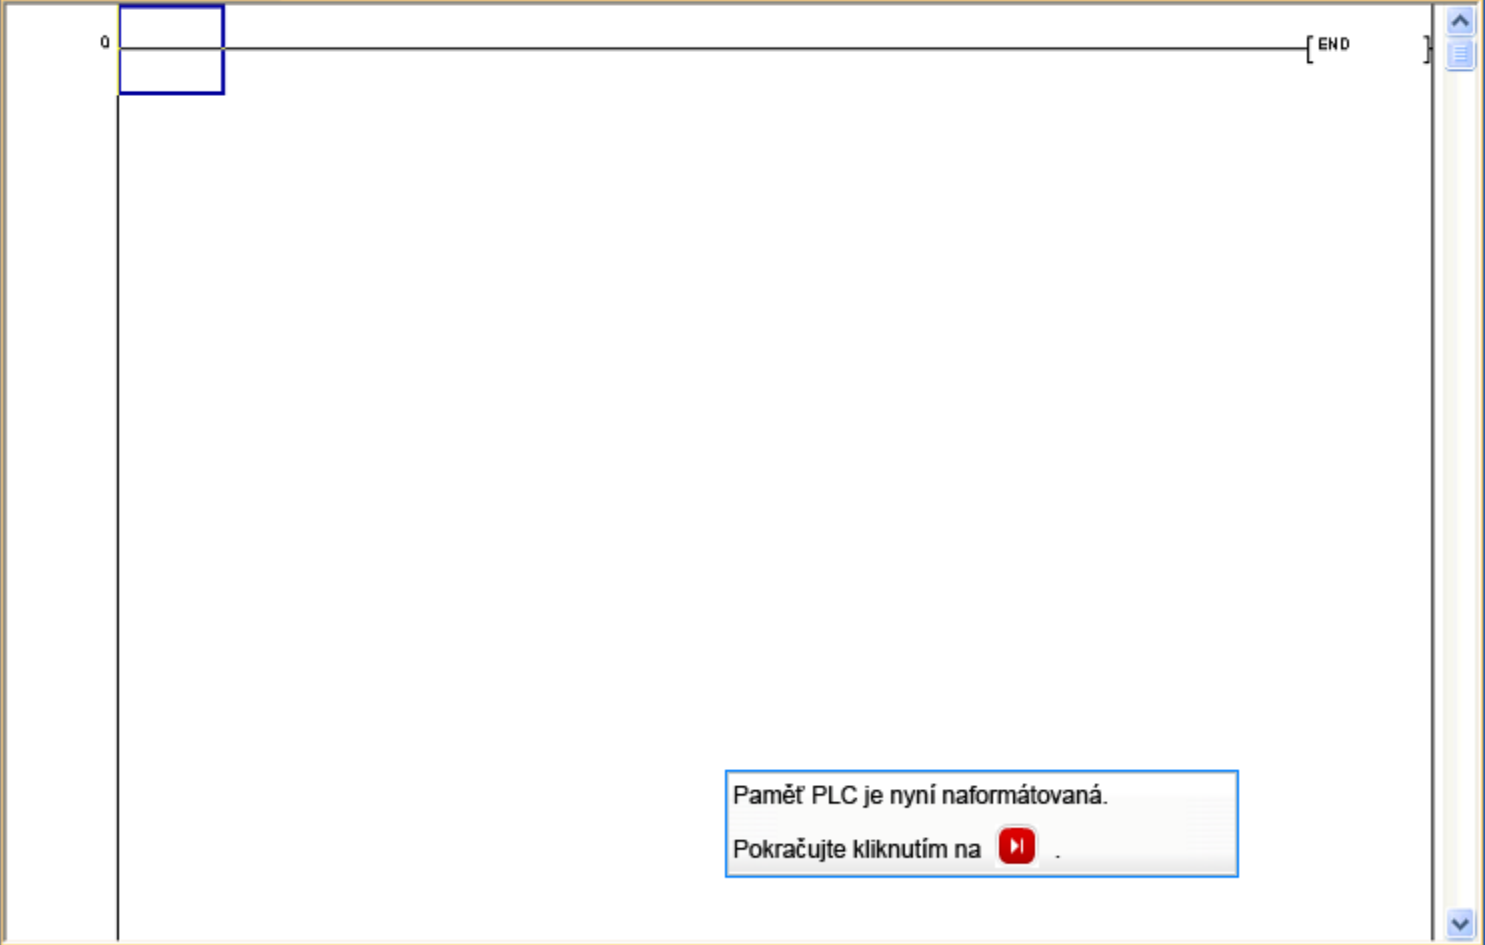 0 [ END ]
Paměť PLC je nyní naformátovaná.
Pokračujte kliknutím na .